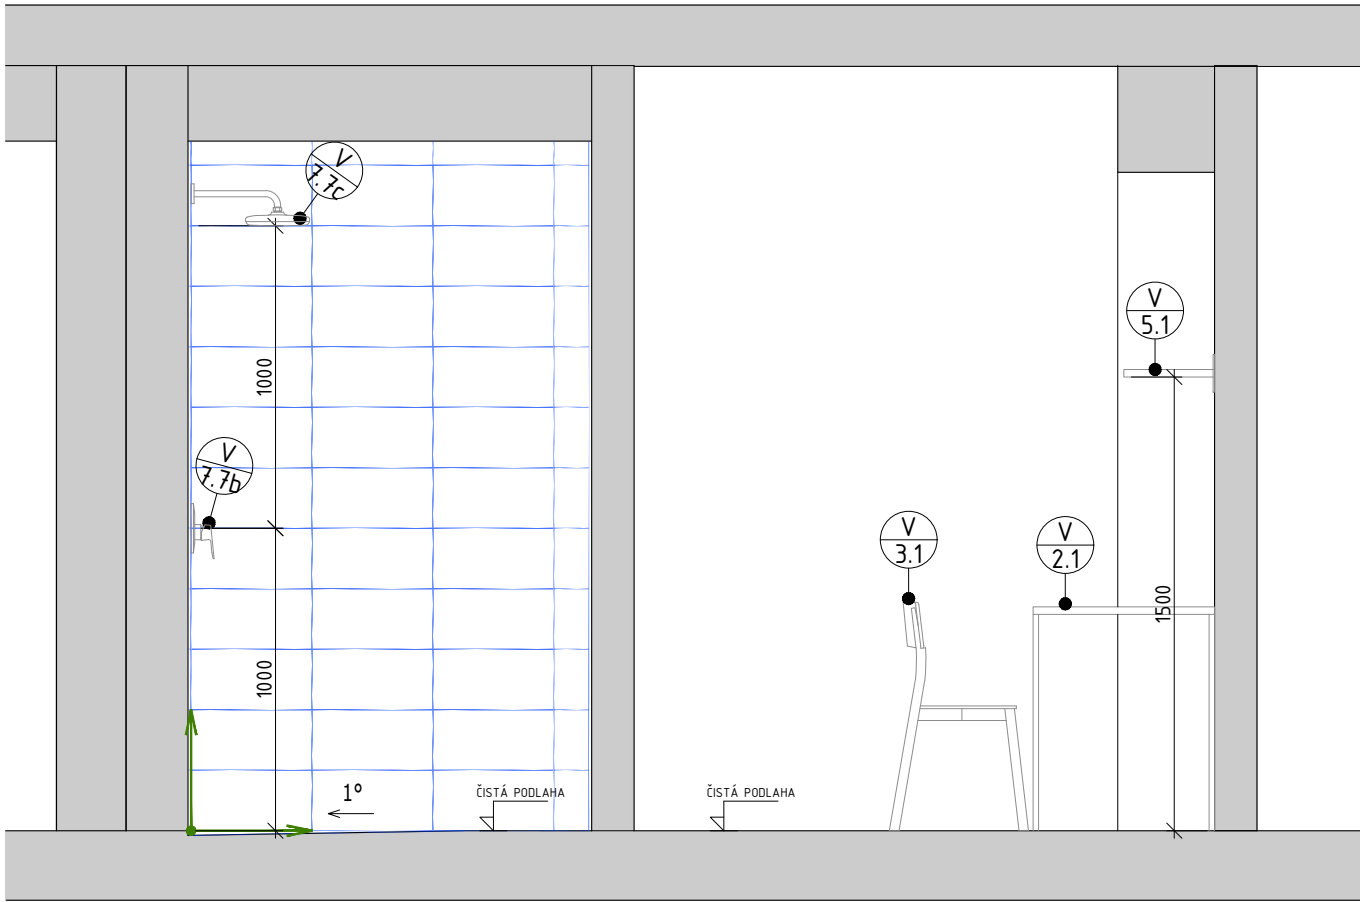 V
7.7c
V
5.1
1000
V
7.7b
V
3.1
V
2.1
1500
1000
1°
ČISTÁ PODLAHA
ČISTÁ PODLAHA